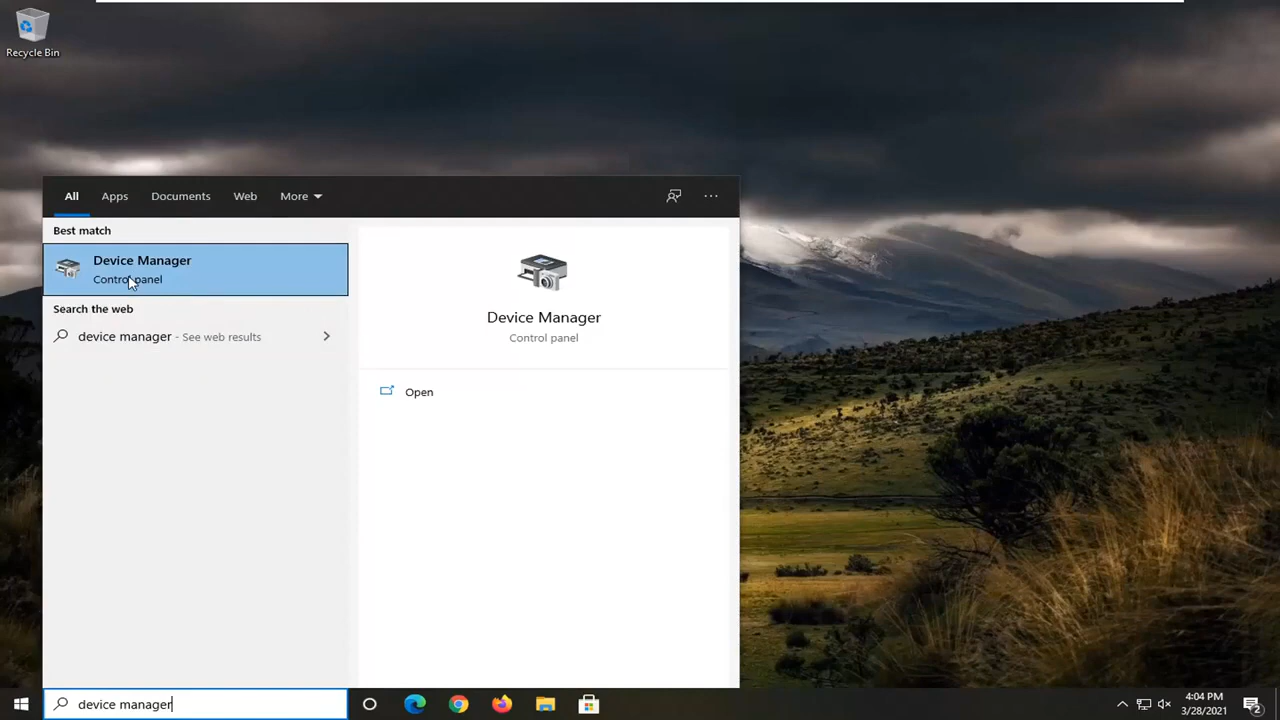 Recycle Bin
All Apps Documents Web More
Best match
Device Manager
Control panel
Search the web
device manager - See web results
Device Manager
Control panel
Open
device manager
4:04 PM
3/28/2021
2